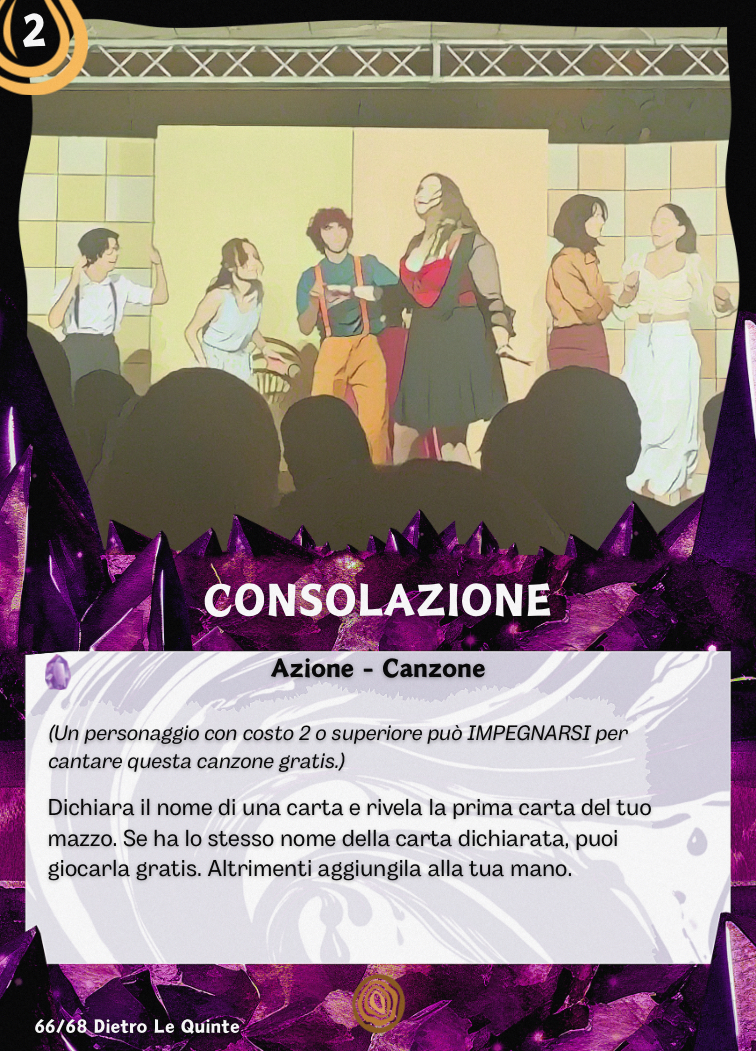 2
CONSOLAZIONE
Azione - Canzone
(Un personaggio con costo 2 o superiore può IMPEGNARSI per
cantare questa canzone gratis.)
Dichiara il nome di una carta e rivela la prima carta del tuo
mazzo. Se ha lo stesso nome della carta dichiarata, puoi
giocarla gratis. Altrimenti aggiungila alla tua mano.
66/68 Dietro Le Quinte